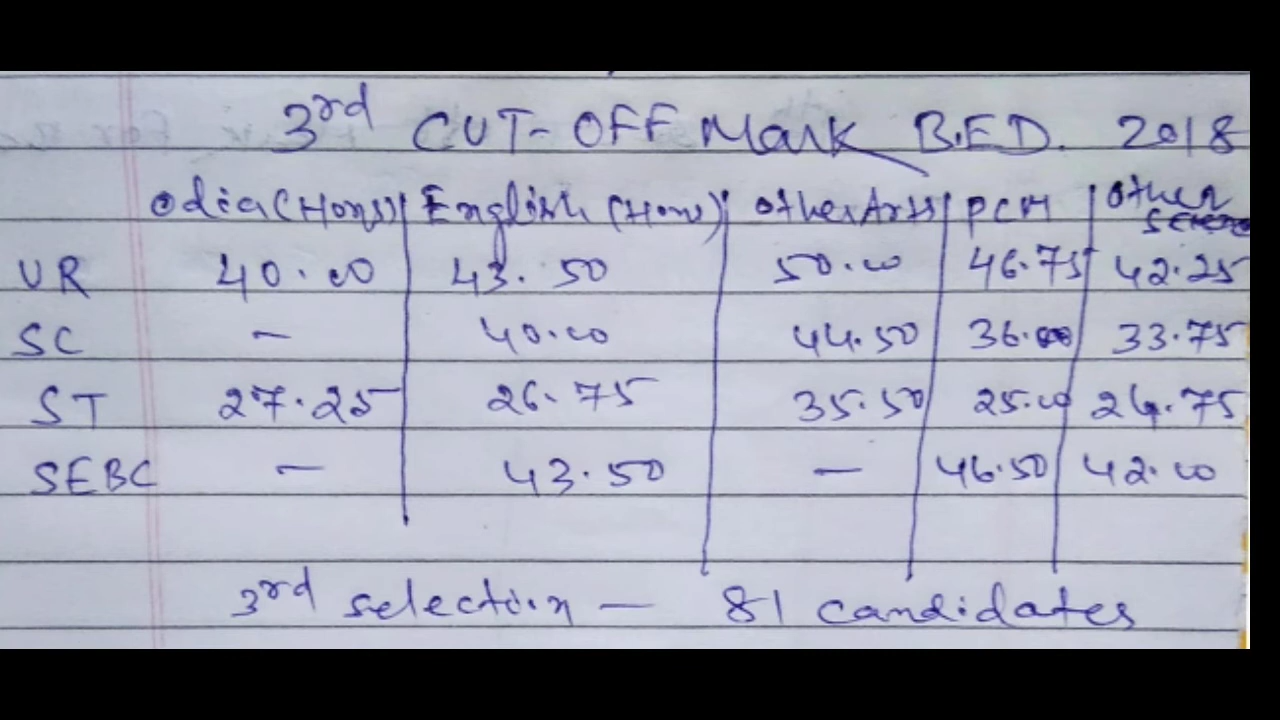 3rd CUT-OFF Mark B.ED. 2018
Odia (Hons) English (Hons) Other Arts PCM Other
UR 40.00 43.50 50.00 46.75 42.25
SC - 40.00 44.50 36.00 33.75
ST 27.25 26.75 35.50 25.00 24.75
SEBC - 43.50 - 46.50 42.00
3rd selection - 81 candidates